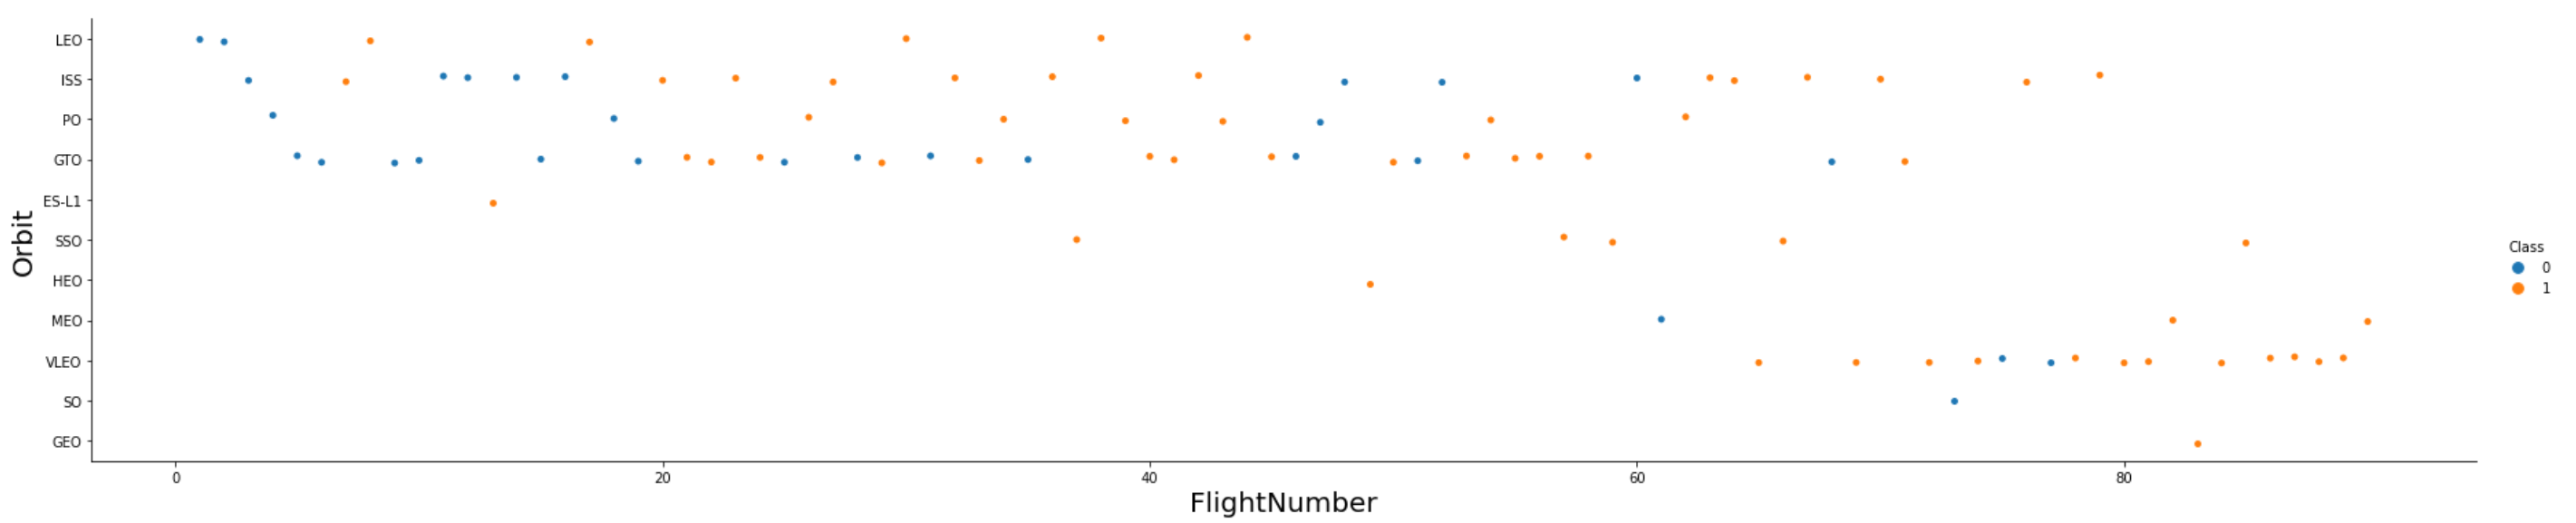 LEO
ISS
PO
GTO
ES-L1
SSO
HEO
MEO
VLEO
SO
GEO
Orbit
0 20 40 60 80
FlightNumber
Class
0
1